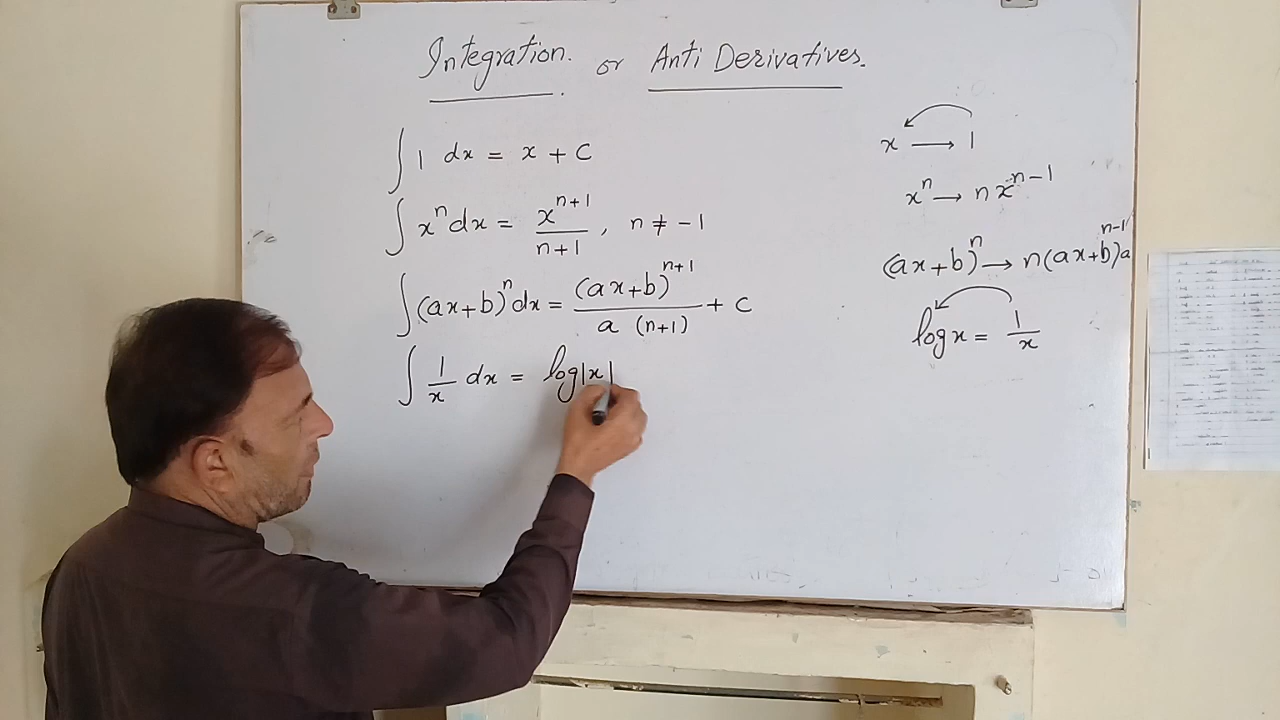 Integration. or Anti Derivatives.
∫ 1 dx = x + c
∫ xⁿ dx = xⁿ⁺¹/n+1 , n ≠ -1
∫ (ax+b)ⁿ dx = (ax+b)ⁿ⁺¹/a (n+1) + c
∫ 1/x dx = log|x|
x → 1
xⁿ → n xⁿ⁻¹
(ax+b)ⁿ → n(ax+b)ⁿ⁻¹a
log x = 1/x